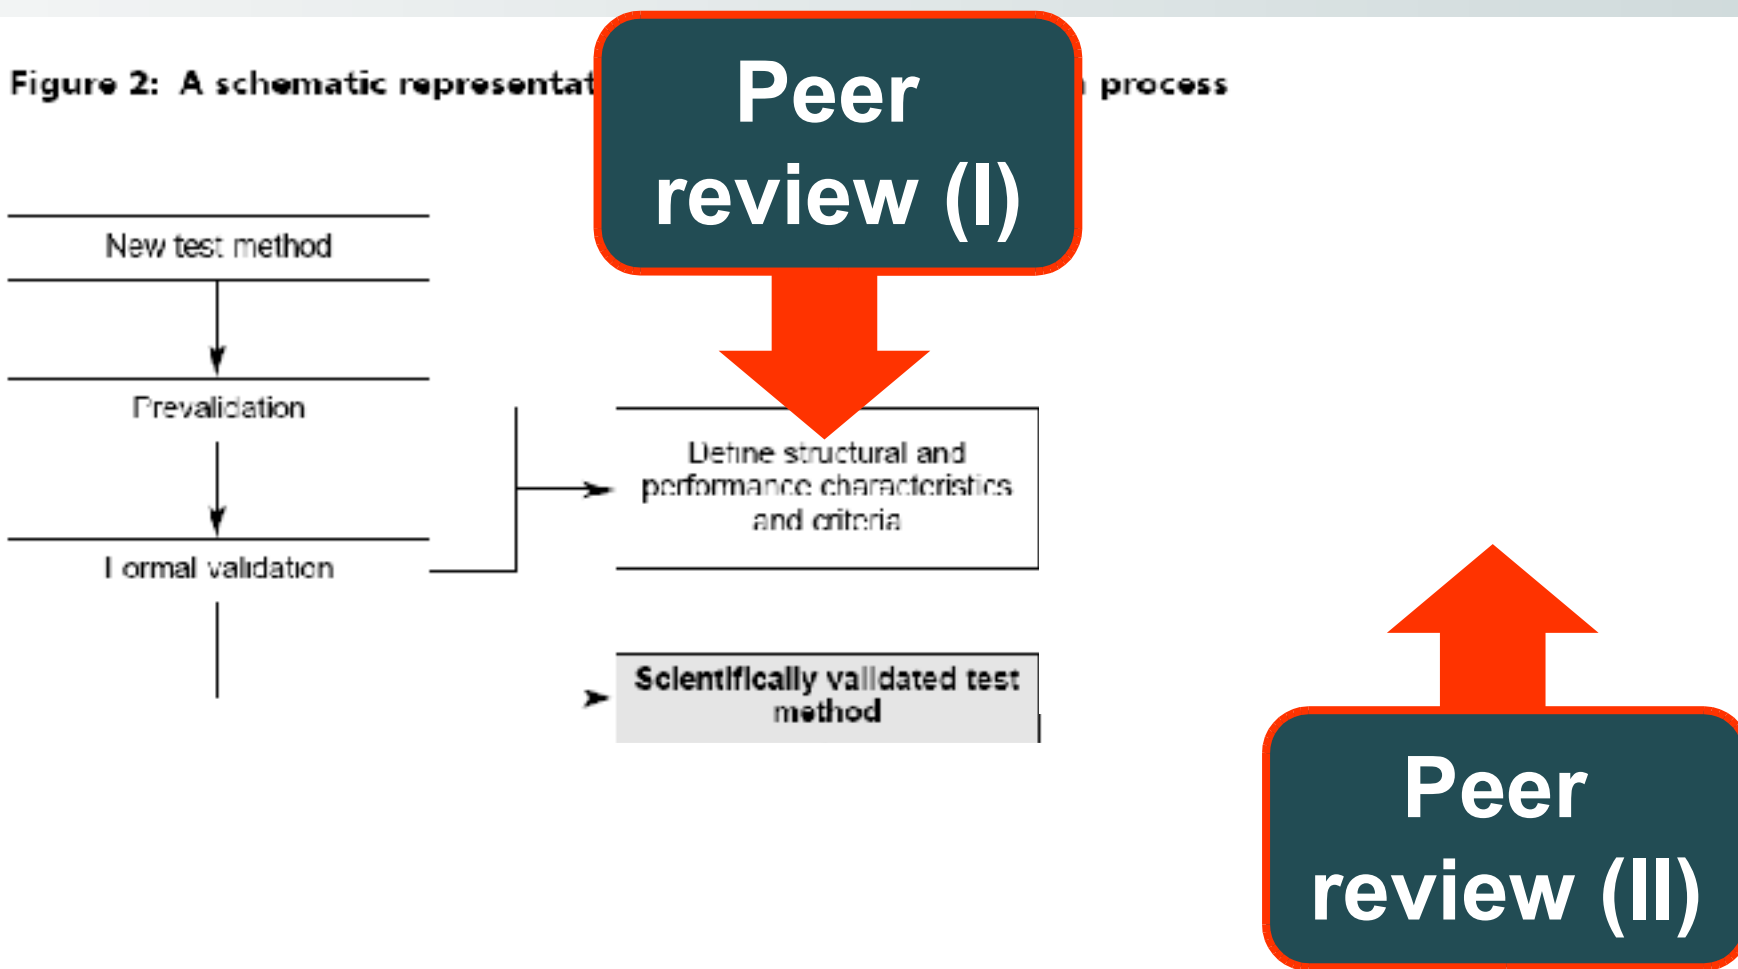 Figure 2: A schematic representat
process
Peer
review (I)
New test method
Prevalidation
Define structural and
performance characteristics
and criteria
Formal validation
Scientifically validated test
method
Peer
review (II)